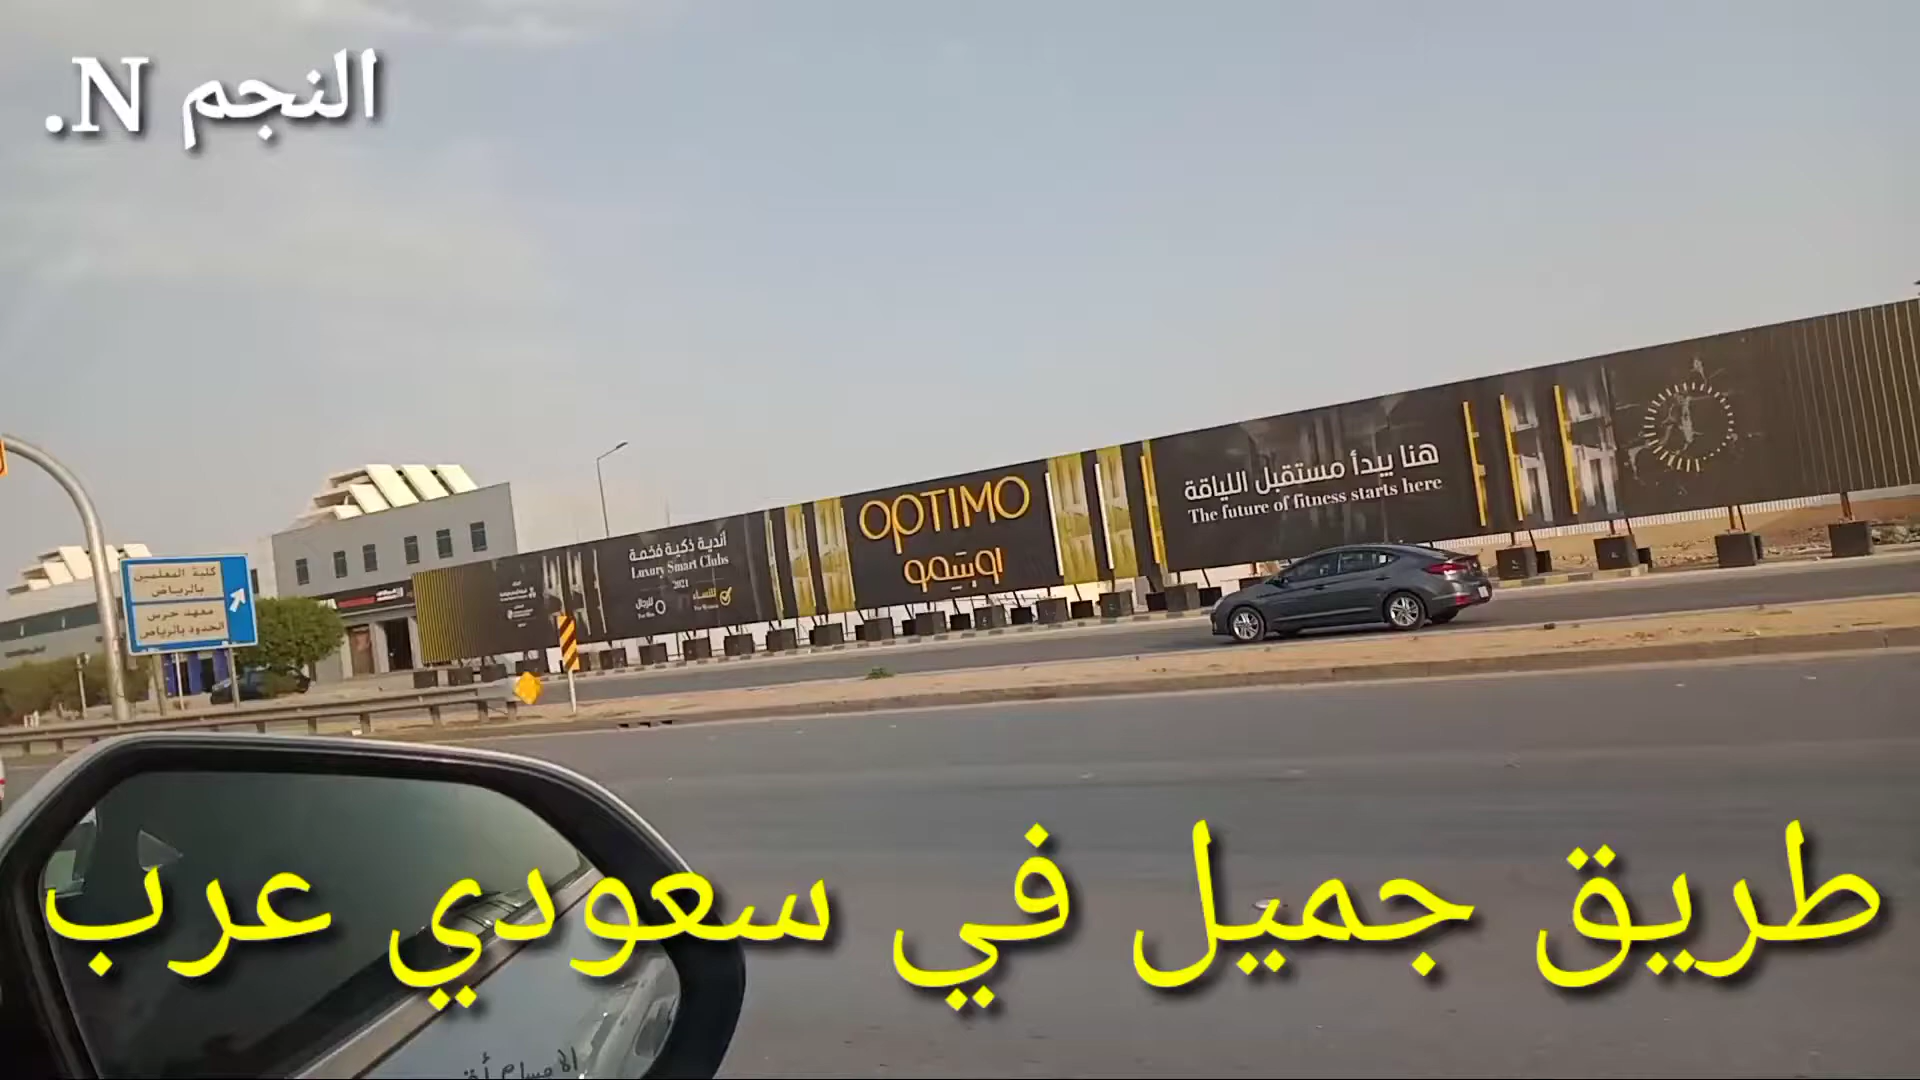 النجم N.
هنا يبدأ مستقبل اللياقة
The future of fitness starts here
OPTIMO
اوبتيمو
أندية ذكية فخمة
Luxury Smart Clubs
2021
للنساء
للرجال
كلية المعلمين
بالرياض
معهد حرس
الحدود بالرياض
طريق جميل في سعودي عرب